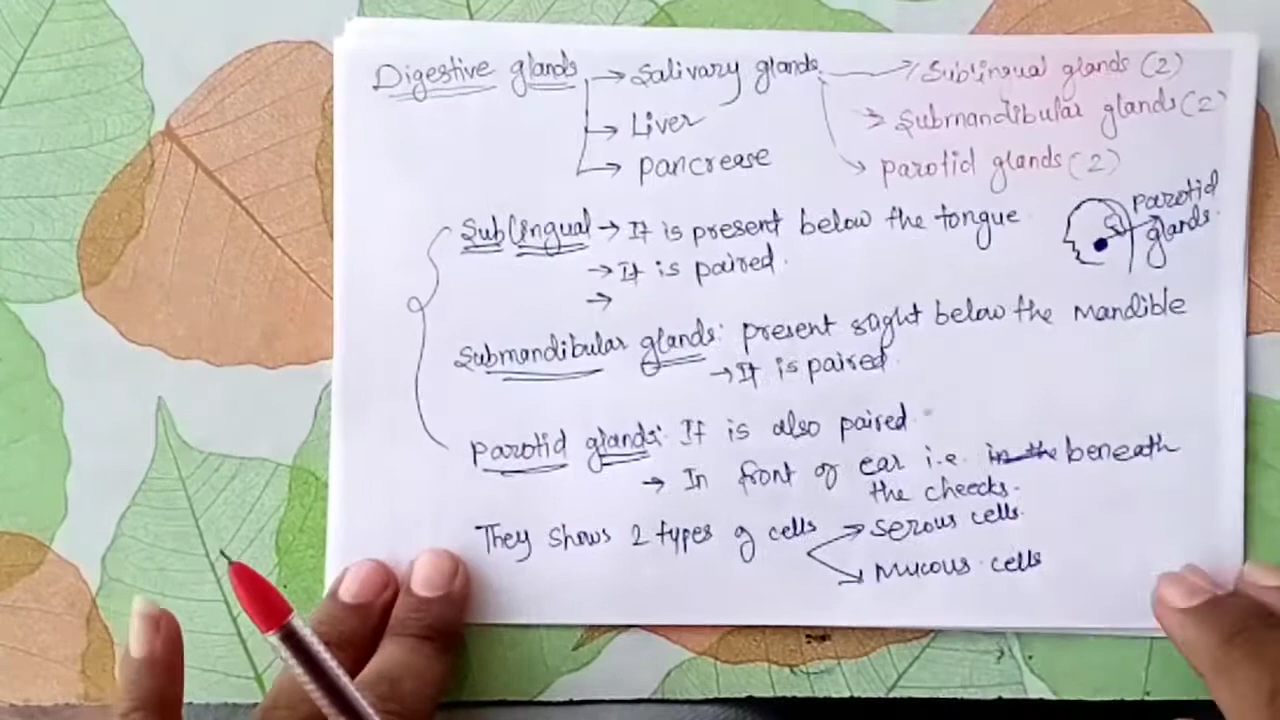 Digestive glands → Salivary glands → Sublingual glands (2)
→ Liver → Submandibular glands (2)
→ pancrease → parotid glands (2)
Sublingual → It is present below the tongue
parotid glands.
→ It is paired.
→
Submandibular glands: present sight below the Mandible
→ It is paired.
parotid glands: It is also paired
→ In front of ear i.e. in the beneath
the cheecks.
They shows 2 types of cells → Serous cells.
→ Mucous cells